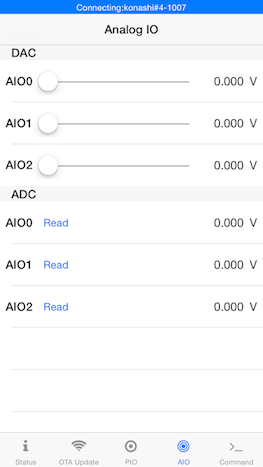 Connecting:konashi#4-1007
Analog IO
DAC
AIO0 0.000 V
AIO1 0.000 V
AIO2 0.000 V
ADC
AIO0 Read 0.000 V
AIO1 Read 0.000 V
AIO2 Read 0.000 V
Status OTA Update PIO AIO Command